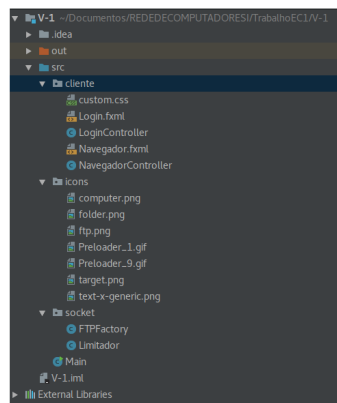 V-1 ~/Documentos/REDEDECOMPUTADORESI/TrabalhoEC1/V-1
.idea
out
src
cliente
custom.css
Login.fxml
LoginController
Navegador.fxml
NavegadorController
icons
computer.png
folder.png
ftp.png
Preloader_1.gif
Preloader_9.gif
target.png
text-x-generic.png
socket
FTPFactory
Limitador
Main
V-1.iml
External Libraries